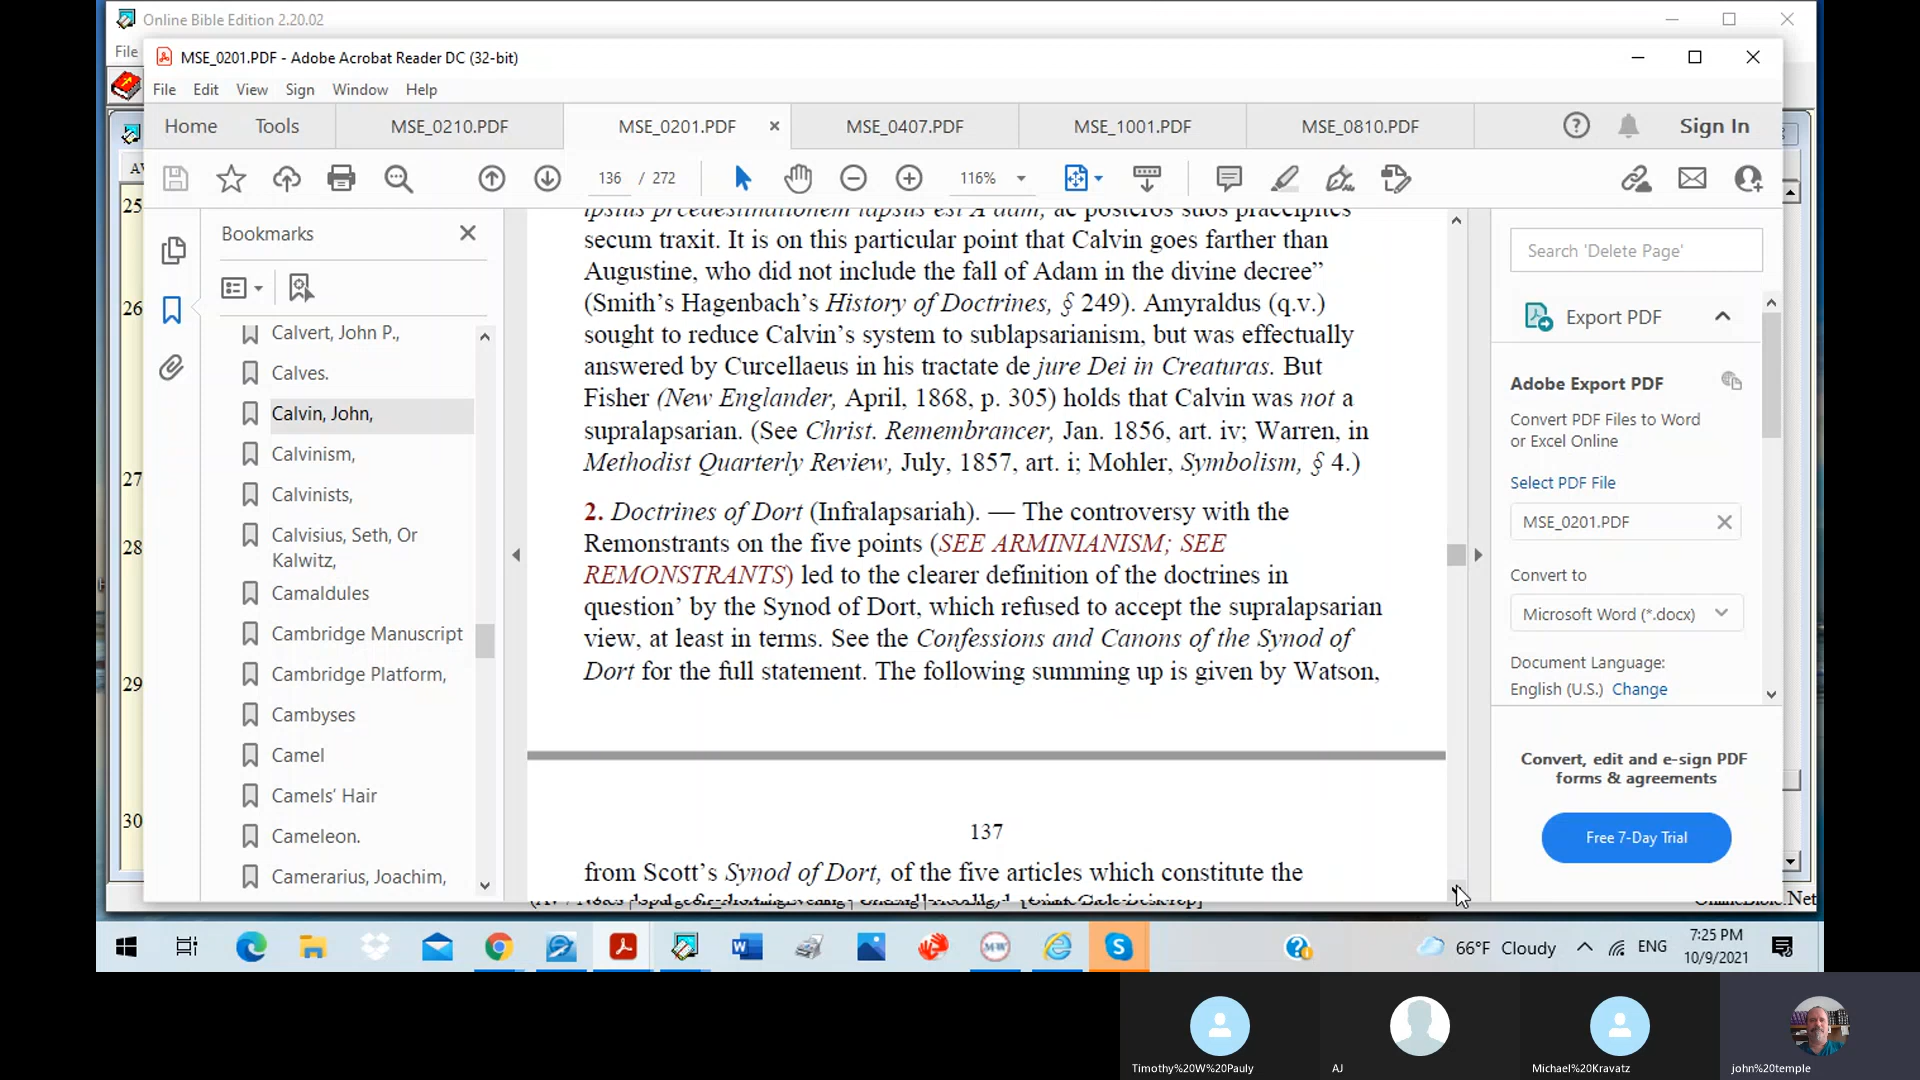 Online Bible Edition 2.20.02
File
MSE_0201.PDF - Adobe Acrobat Reader DC (32-bit)
File Edit View Sign Window Help
Home Tools MSE_0210.PDF MSE_0201.PDF MSE_0407.PDF MSE_1001.PDF MSE_0810.PDF Sign In
136 / 272 116%
25
26
27
28
29
30
Bookmarks
Calvert, John P.,
Calves.
Calvin, John,
Calvinism,
Calvinists,
Calvisius, Seth, Or
Kalwitz,
Camaldules
Cambridge Manuscript
Cambridge Platform,
Cambyses
Camel
Camels’ Hair
Cameleon.
Camerarius, Joachim,
secum traxit. It is on this particular point that Calvin goes farther than
Augustine, who did not include the fall of Adam in the divine decree”
(Smith’s Hagenbach’s History of Doctrines, § 249). Amyraldus (q.v.)
sought to reduce Calvin’s system to sublapsarianism, but was effectually
answered by Curcellaeus in his tractate de jure Dei in Creaturas. But
Fisher (New Englander, April, 1868, p. 305) holds that Calvin was not a
supralapsarian. (See Christ. Remembrancer, Jan. 1856, art. iv; Warren, in
Methodist Quarterly Review, July, 1857, art. i; Mohler, Symbolism, § 4.)
2. Doctrines of Dort (Infralapsariah). — The controversy with the
Remonstrants on the five points (SEE ARMINIANISM; SEE
REMONSTRANTS) led to the clearer definition of the doctrines in
question’ by the Synod of Dort, which refused to accept the supralapsarian
view, at least in terms. See the Confessions and Canons of the Synod of
Dort for the full statement. The following summing up is given by Watson,
137
from Scott’s Synod of Dort, of the five articles which constitute the
Search 'Delete Page'
Export PDF
Adobe Export PDF
Convert PDF Files to Word
or Excel Online
Select PDF File
MSE_0201.PDF
Convert to
Microsoft Word (*.docx)
Document Language:
English (U.S.) Change
Convert, edit and e-sign PDF
forms & agreements
Free 7-Day Trial
66°F Cloudy ENG
7:25 PM
10/9/2021
Timothy%20W%20Pauly
AJ
Michael%20Kravatz
john%20temple